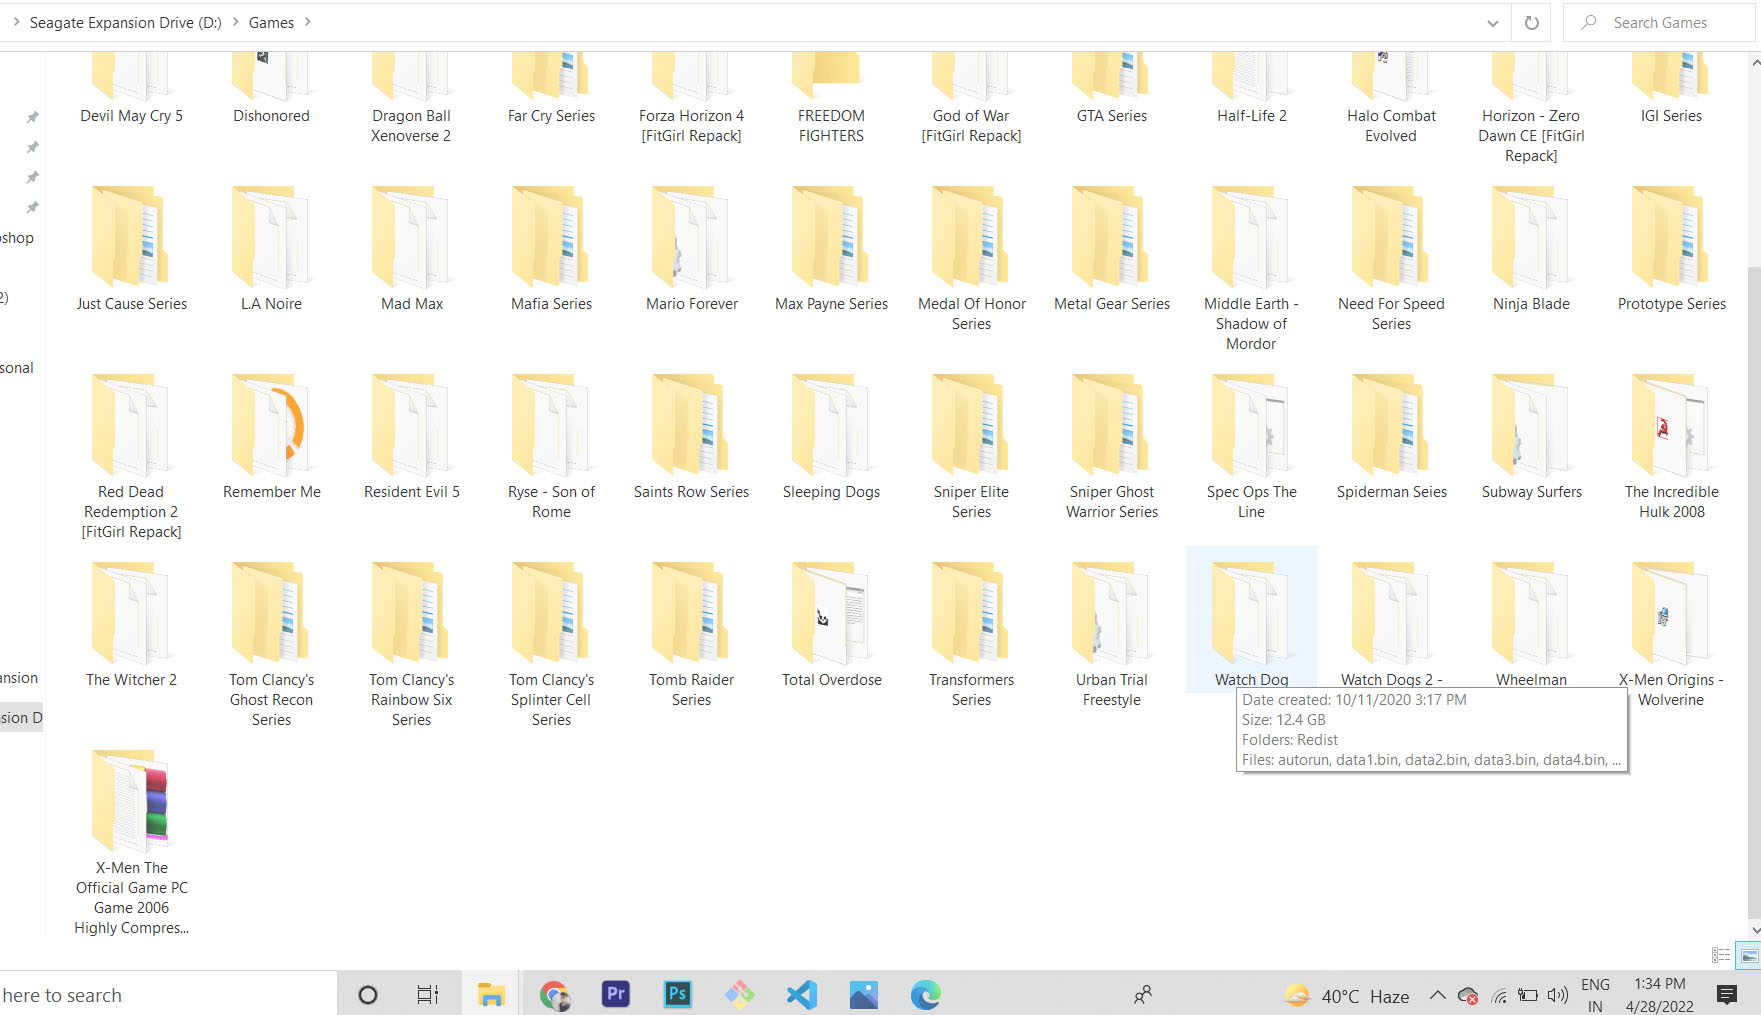 Seagate Expansion Drive (D:) Games
Search Games
Devil May Cry 5
Dishonored
Dragon Ball
Xenoverse 2
Far Cry Series
Forza Horizon 4
[FitGirl Repack]
FREEDOM
FIGHTERS
God of War
[FitGirl Repack]
GTA Series
Half-Life 2
Halo Combat
Evolved
Horizon - Zero
Dawn CE [FitGirl
Repack]
IGI Series
Just Cause Series
L.A Noire
Mad Max
Mafia Series
Mario Forever
Max Payne Series
Medal Of Honor
Series
Metal Gear Series
Middle Earth -
Shadow of
Mordor
Need For Speed
Series
Ninja Blade
Prototype Series
Red Dead
Redemption 2
[FitGirl Repack]
Remember Me
Resident Evil 5
Ryse - Son of
Rome
Saints Row Series
Sleeping Dogs
Sniper Elite
Series
Sniper Ghost
Warrior Series
Spec Ops The
Line
Spiderman Seies
Subway Surfers
The Incredible
Hulk 2008
The Witcher 2
Tom Clancy's
Ghost Recon
Series
Tom Clancy's
Rainbow Six
Series
Tom Clancy's
Splinter Cell
Series
Tomb Raider
Series
Total Overdose
Transformers
Series
Urban Trial
Freestyle
Watch Dog
Watch Dogs 2 -
Wheelman
X-Men Origins -
Wolverine
Date created: 10/11/2020 3:17 PM
Size: 12.4 GB
Folders: Redist
Files: autorun, data1.bin, data2.bin, data3.bin, data4.bin, ...
X-Men The
Official Game PC
Game 2006
Highly Compres...
oshop
2)
sonal
ansion
sion D
here to search
Pr
Ps
40°C Haze
ENG
IN
1:34 PM
4/28/2022